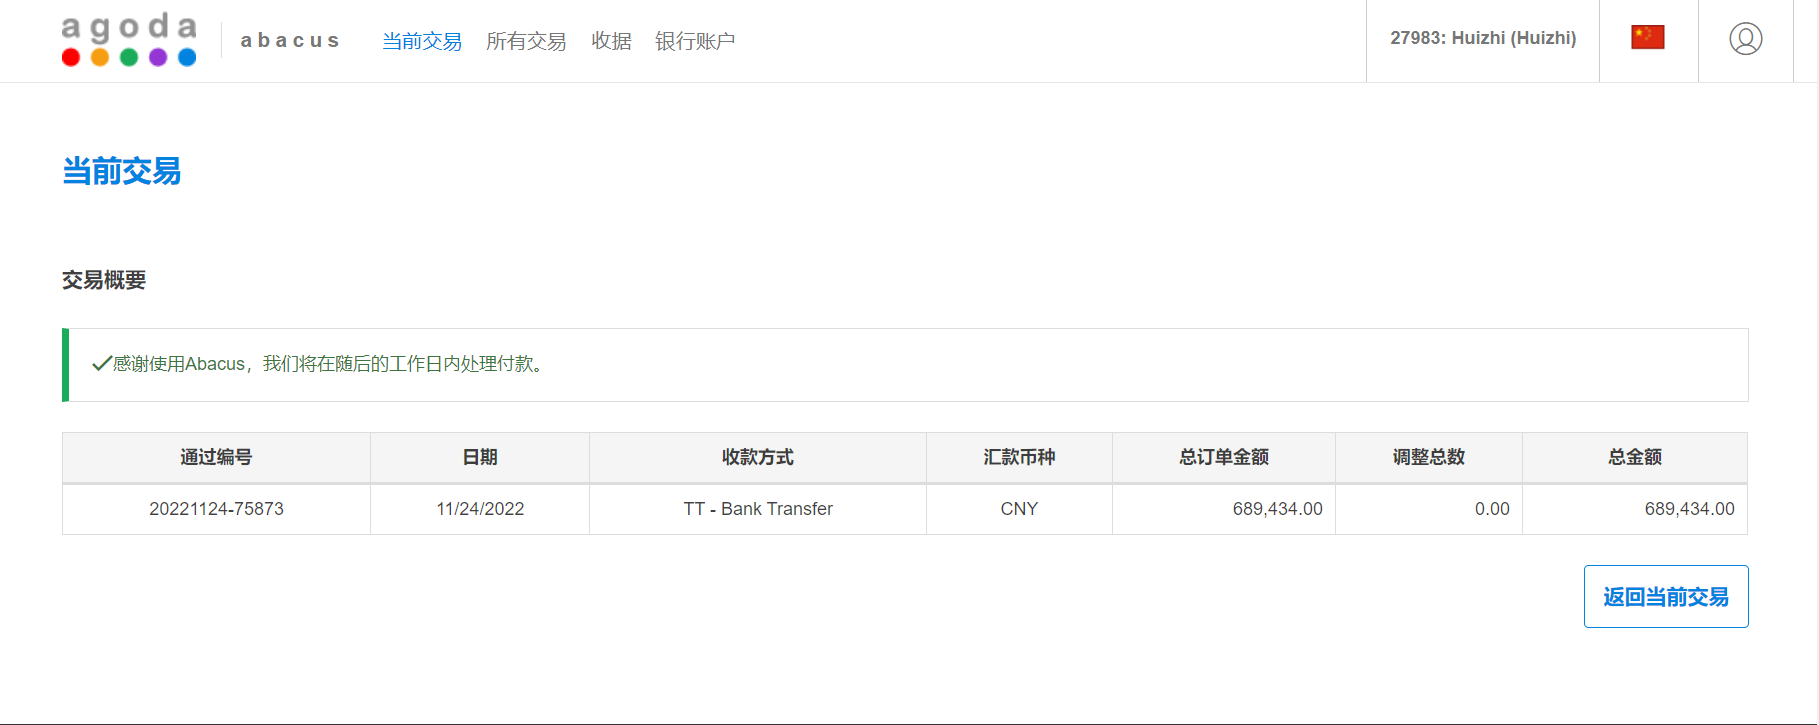 agoda
abacus 当前交易 所有交易 收据 银行账户 27983: Huizhi (Huizhi)
当前交易
交易概要
感谢使用Abacus，我们将在随后的工作日内处理付款。
通过编号 日期 收款方式 汇款币种 总订单金额 调整总数 总金额
20221124-75873 11/24/2022 TT - Bank Transfer CNY 689,434.00 0.00 689,434.00
返回当前交易